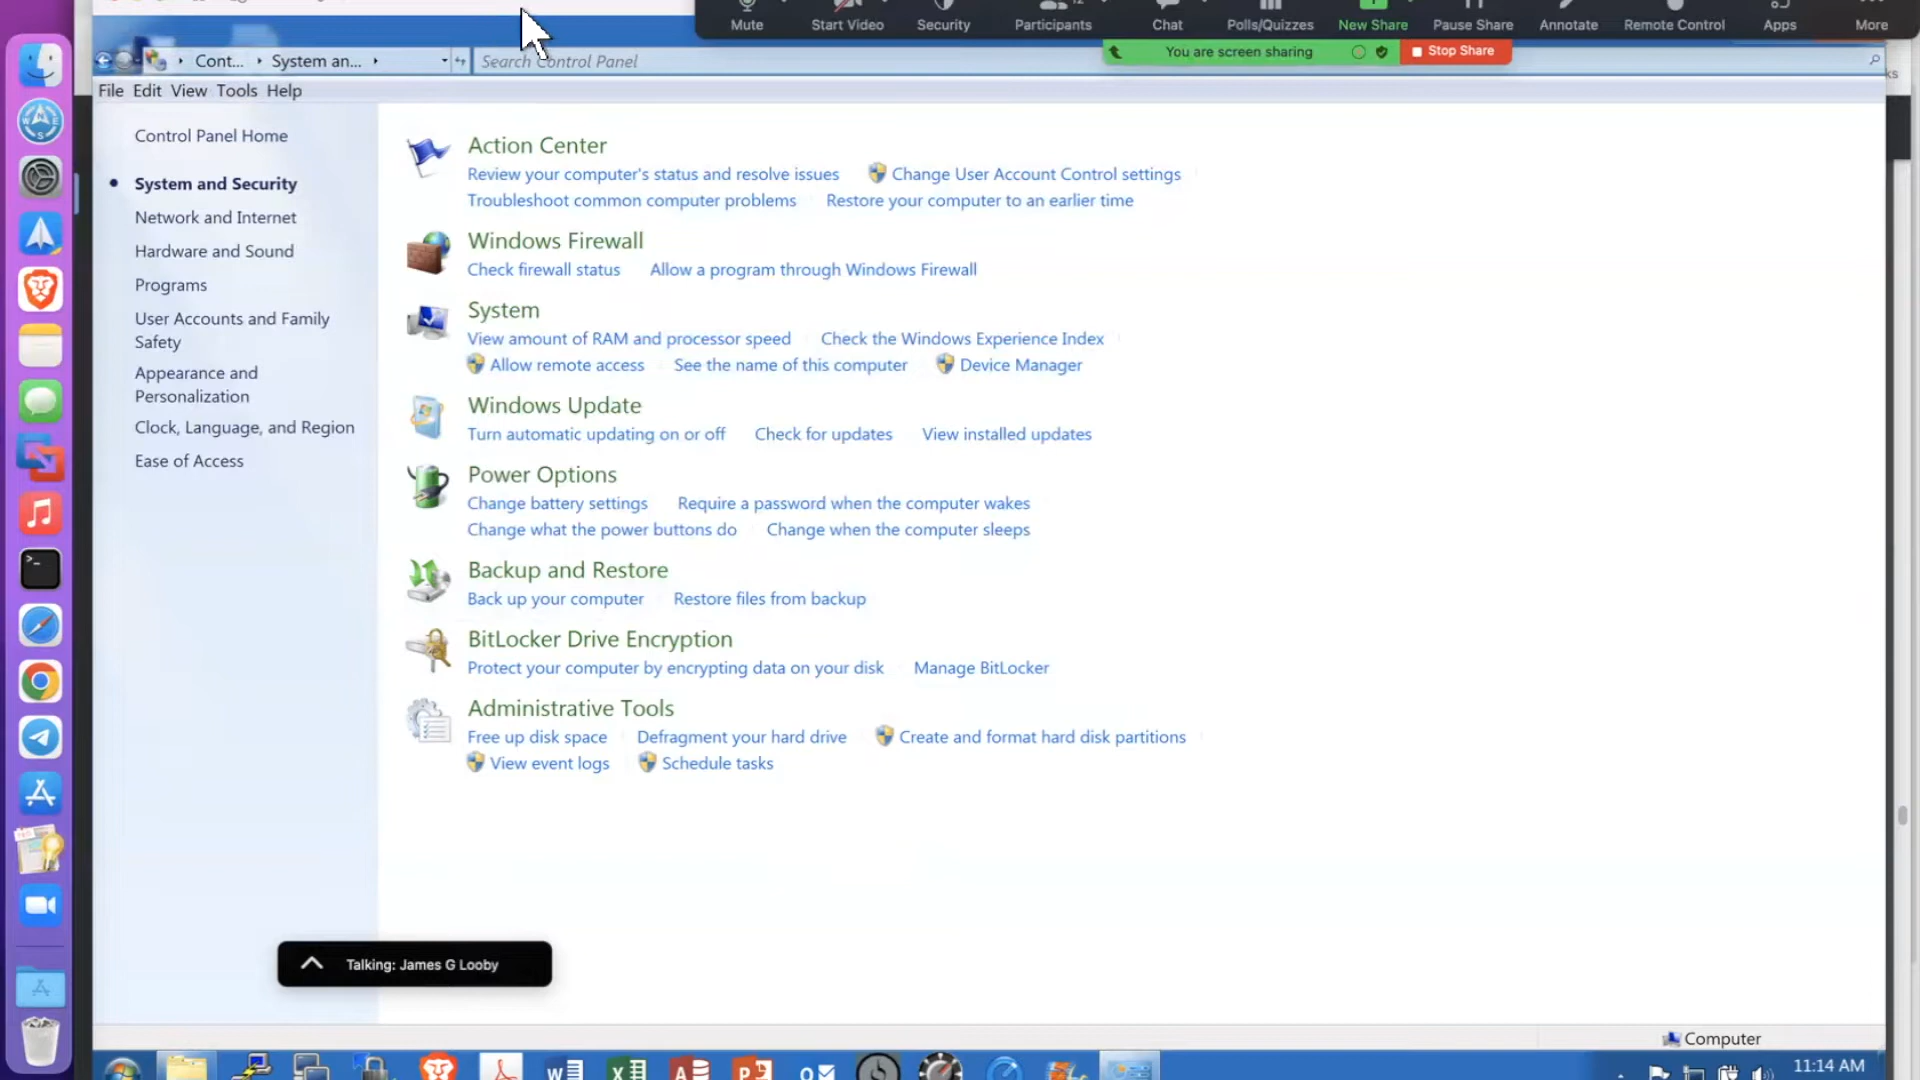 Mute Start Video Security Participants Chat Polls/Quizzes New Share Pause Share Annotate Remote Control Apps More
You are screen sharing Stop Share
Cont... System an... Search Control Panel
File Edit View Tools Help
Control Panel Home
System and Security
Network and Internet
Hardware and Sound
Programs
User Accounts and Family
Safety
Appearance and
Personalization
Clock, Language, and Region
Ease of Access
Action Center
Review your computer's status and resolve issues Change User Account Control settings
Troubleshoot common computer problems Restore your computer to an earlier time
Windows Firewall
Check firewall status Allow a program through Windows Firewall
System
View amount of RAM and processor speed Check the Windows Experience Index
Allow remote access See the name of this computer Device Manager
Windows Update
Turn automatic updating on or off Check for updates View installed updates
Power Options
Change battery settings Require a password when the computer wakes
Change what the power buttons do Change when the computer sleeps
Backup and Restore
Back up your computer Restore files from backup
BitLocker Drive Encryption
Protect your computer by encrypting data on your disk Manage BitLocker
Administrative Tools
Free up disk space Defragment your hard drive Create and format hard disk partitions
View event logs Schedule tasks
Talking: James G Looby
Computer
11:14 AM